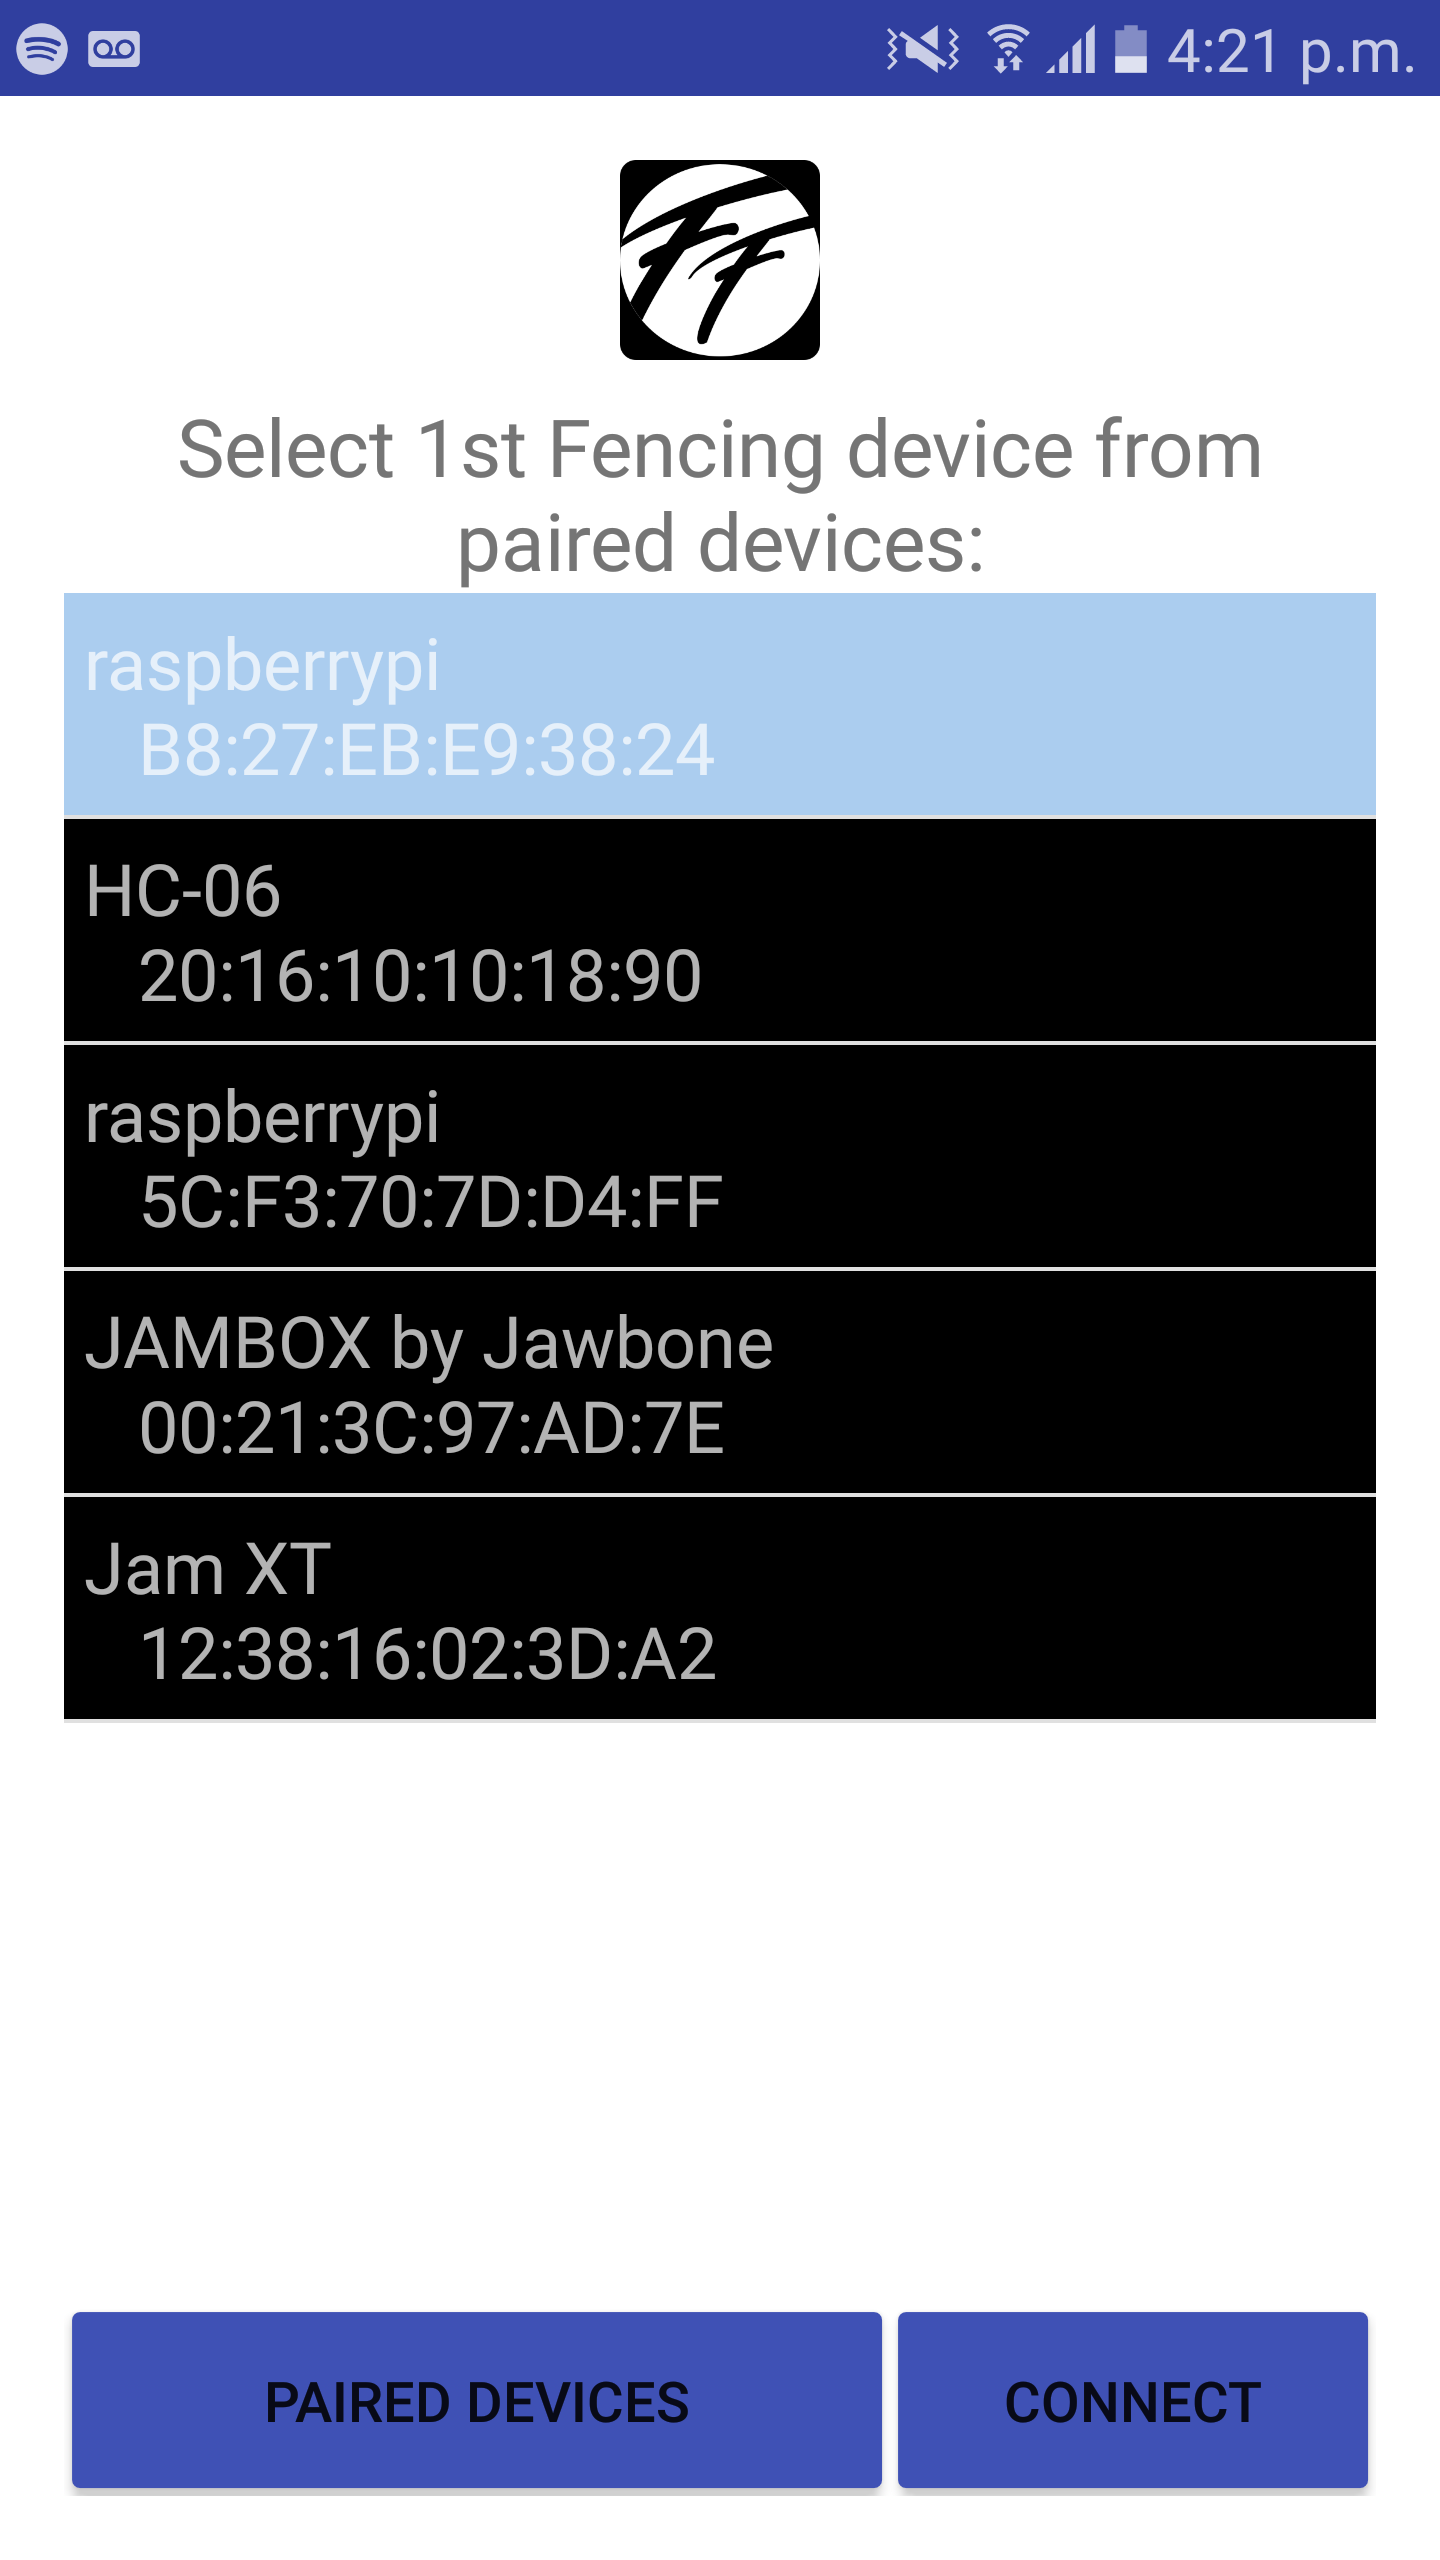 4:21 p.m.
FF
Select 1st Fencing device from
paired devices:
raspberrypi
B8:27:EB:E9:38:24
HC-06
20:16:10:10:18:90
raspberrypi
5C:F3:70:7D:D4:FF
JAMBOX by Jawbone
00:21:3C:97:AD:7E
Jam XT
12:38:16:02:3D:A2
PAIRED DEVICES
CONNECT